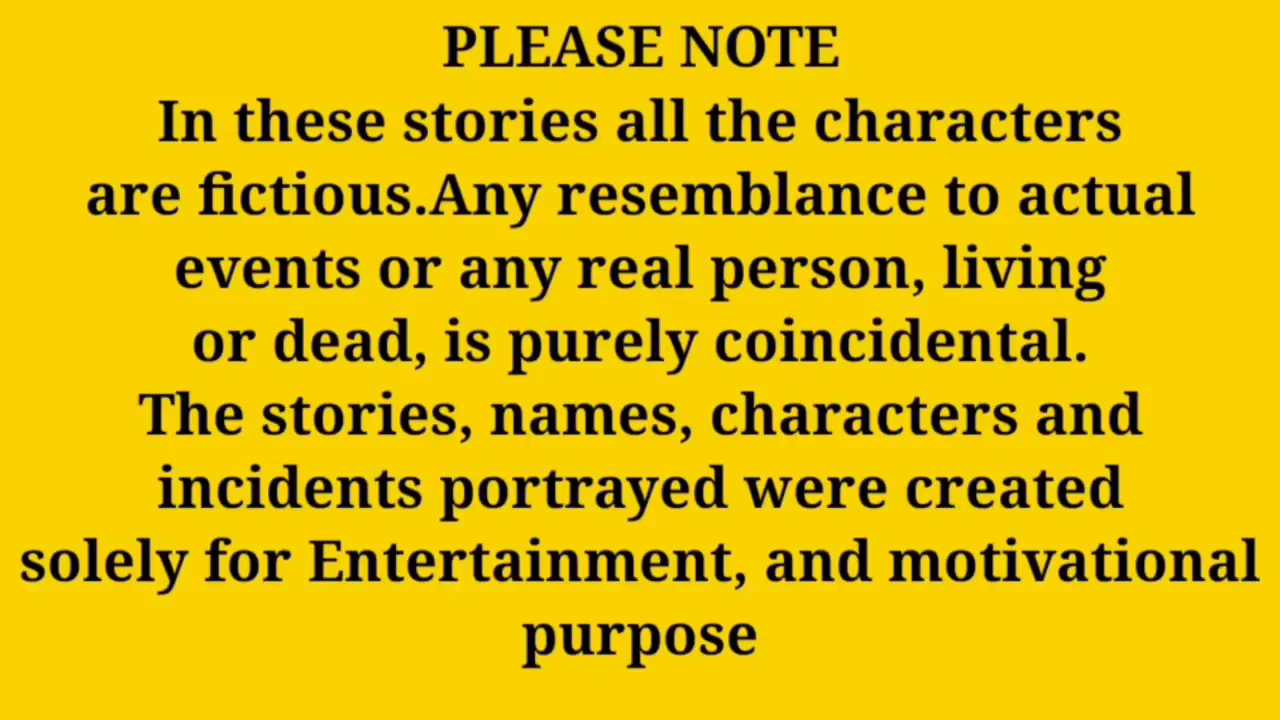 PLEASE NOTE
In these stories all the characters
are fictious.Any resemblance to actual
events or any real person, living
or dead, is purely coincidental.
The stories, names, characters and
incidents portrayed were created
solely for Entertainment, and motivational
purpose